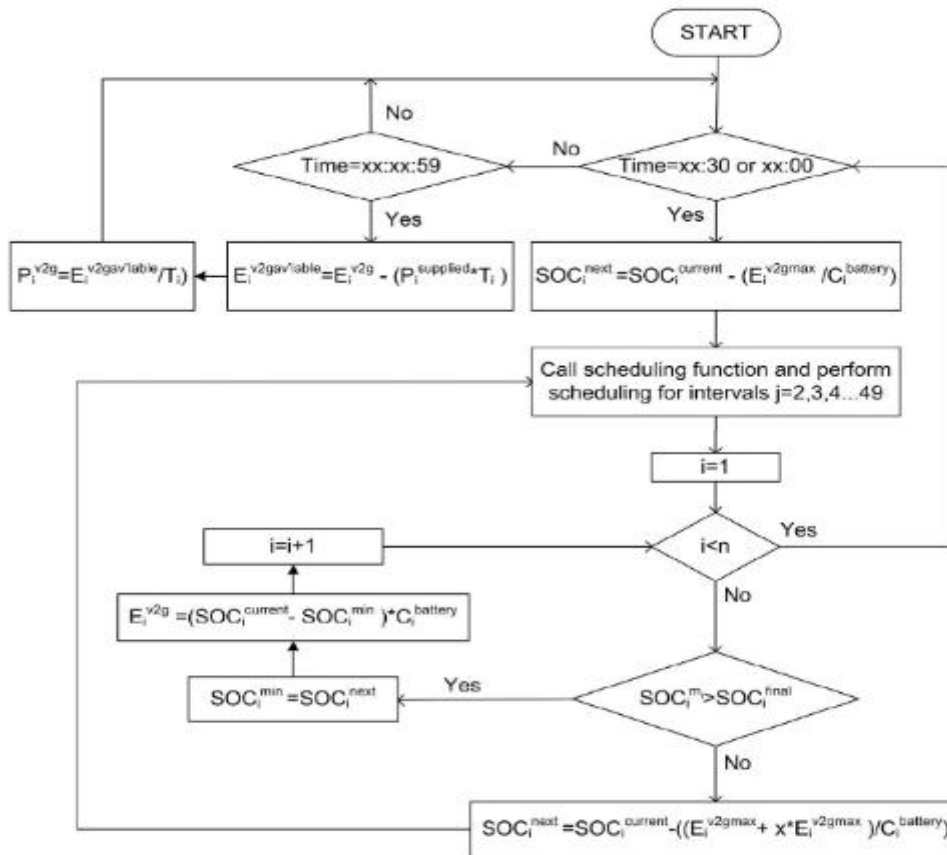 START
No
Time=xx:xx:59
No
Time=xx:30 or xx:00
Yes
Yes
P_i^v2g=E_i^v2gav'lable/T_i)
E_i^v2gav'lable=E_i^v2g - (P_i^supplied*T_i )
SOC_i^next=SOC_i^current - (E_i^v2gmax /C_i^battery)
Call scheduling function and perform
scheduling for intervals j=2,3,4...49
i=1
i=i+1
i<n
Yes
No
E_i^v2g =(SOC_i^current- SOC_i^min )*C_i^battery
SOC_i^min=SOC_i^next
Yes
SOC_i^m>SOC_i^final
No
SOC_i^next=SOC_i^current-((E_i^v2gmax+ x*E_i^v2gmax )/C_i^battery)